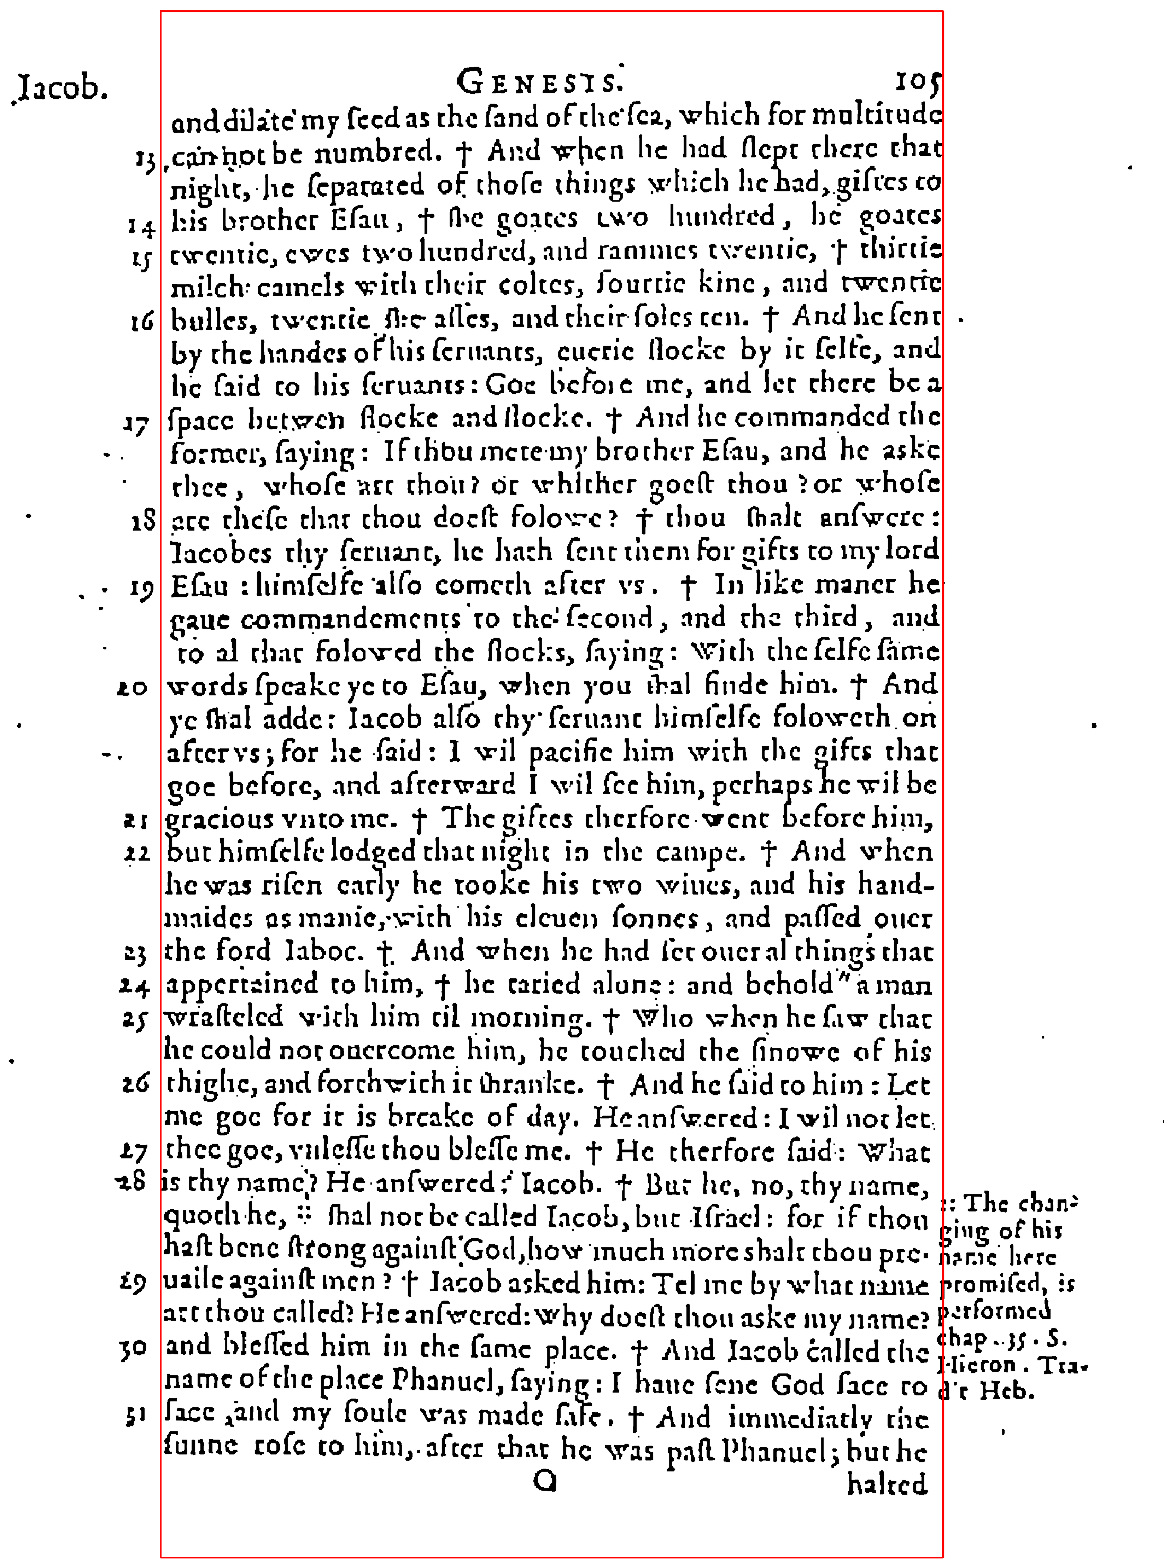 Iacob. GENESIS. 105
and dilate my ſeed as the ſand of the ſea, which for multitude
13 can not be numbred. † And when he had ſlept there that
night, he ſeparated of thoſe things which he had, giftes to
14 his brother Eſau, † ſhe goates two hundred, he goates
15 twentie, ewes two hundred, and rammes twentie, † thirtie
milch camels with their coltes, fourtie kine, and twentie
16 bulles, twentie ſhe aſſes, and their foles ten. † And he ſent
by the handes of his ſeruants, euerie flocke by it ſelfe, and
he ſaid to his ſeruants: Goe before me, and let there be a
17 ſpace betwen flocke and flocke. † And he commanded the
former, ſaying: If thou mete my brother Eſau, and he aske
thee, whoſe art thou? or whither goeſt thou? or whoſe
18 are theſe that thou doeſt folowe? † thou ſhalt anſwere:
Iacobes thy ſeruant, he hath ſent them for gifts to my lord
19 Eſau: himſelfe alſo cometh after vs. † In like maner he
gaue commandements to the ſecond, and the third, and
to al that folowed the flocks, ſaying: With the ſelfe ſame
20 words ſpeake ye to Eſau, when you ſhal finde him. † And
ye ſhal adde: Iacob alſo thy ſeruant himſelfe foloweth on
after vs; for he ſaid: I wil pacifie him with the gifts that
goe before, and afterward I wil ſee him, perhaps he wil be
21 gracious vnto me. † The giftes therfore went before him,
22 but himſelfe lodged that night in the campe. † And when
he was riſen early he tooke his two wiues, and his hand-
maides as manie, with his eleuen ſonnes, and paſſed ouer
23 the ford Iaboc. † And when he had ſet ouer al things that
24 appertained to him, † he taried alone: and behold " a man
25 wraſteled with him til morning. † Who when he ſaw that
he could not ouercome him, he touched the ſinowe of his
26 thighe, and forthwith it ſhranke. † And he ſaid to him: Let
me goe for it is breake of day. He anſwered: I wil not let
27 thee goe, vnleſſe thou bleſſe me. † He therfore ſaid: What
28 is thy name? He anſwered: Iacob. † But he, no, thy name,
quoth he, :: ſhal not be called Iacob, but Iſrael: for if thou
haſt bene ſtrong againſt God, how much more shalt thou pre-
29 uaile againſt men? † Iacob asked him: Tel me by what name
art thou called? He anſwered: why doeſt thou aske my name?
30 and bleſſed him in the ſame place. † And Iacob called the
name of the place Phanuel, ſaying: I haue ſene God face to
31 face, and my ſoule was made ſafe. † And immediatly the
ſunne roſe to him, after that he was paſt Phanuel; but he
Q halted
:: The chan-
ging of his
name here
promiſed, is
performed
chap. 35. S.
Hieron. Tra-
dit Heb.